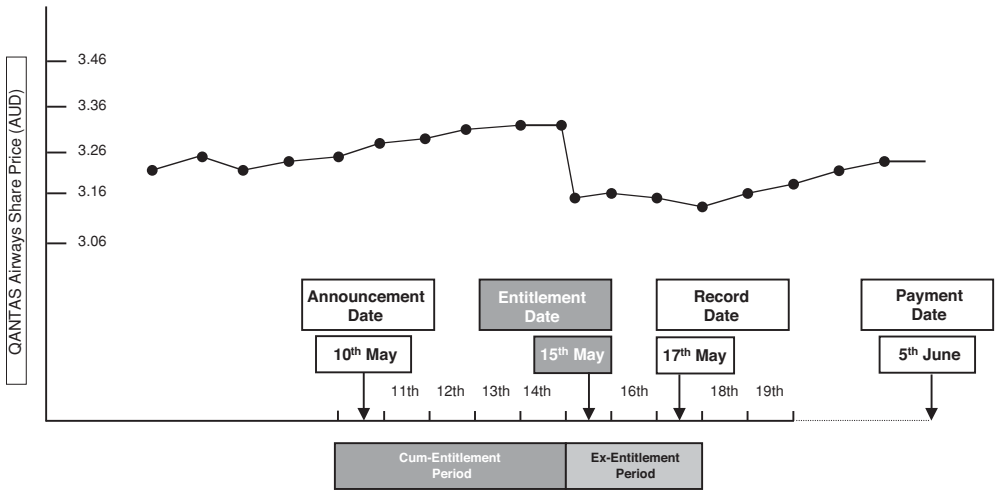 QANTAS Airways Share Price (AUD)
3.46
3.36
3.26
3.16
3.06
Announcement
Date
Entitlement
Date
Record
Date
Payment
Date
10th May
15th May
17th May
5th June
11th
12th
13th
14th
16th
18th
19th
Cum-Entitlement
Period
Ex-Entitlement
Period